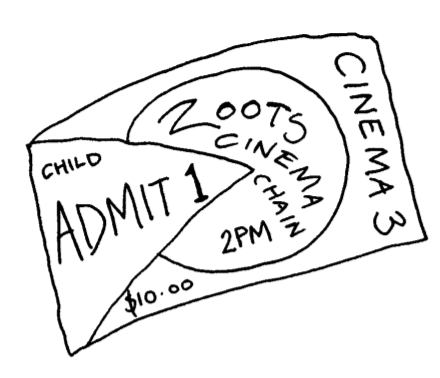 CHILD
ADMIT 1
$10.00
ZOOTS
CINEMA
CHAIN
2PM
CINEMA 3